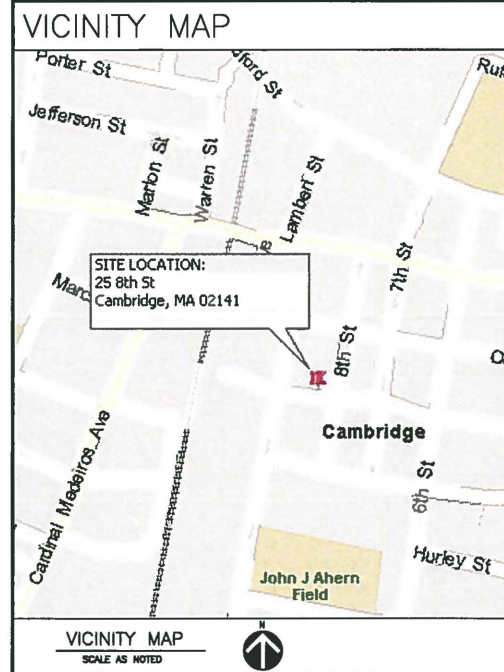 VICINITY MAP
Porter St
Jefferson St
Marion St
Warren St
Lambert St
7th St
SITE LOCATION:
25 8th St
Cambridge, MA 02141
8th St
Cambridge
Cardinal Medeiros Ave
6th St
Hurley St
John J Ahern
Field
VICINITY MAP
SCALE AS NOTED
N